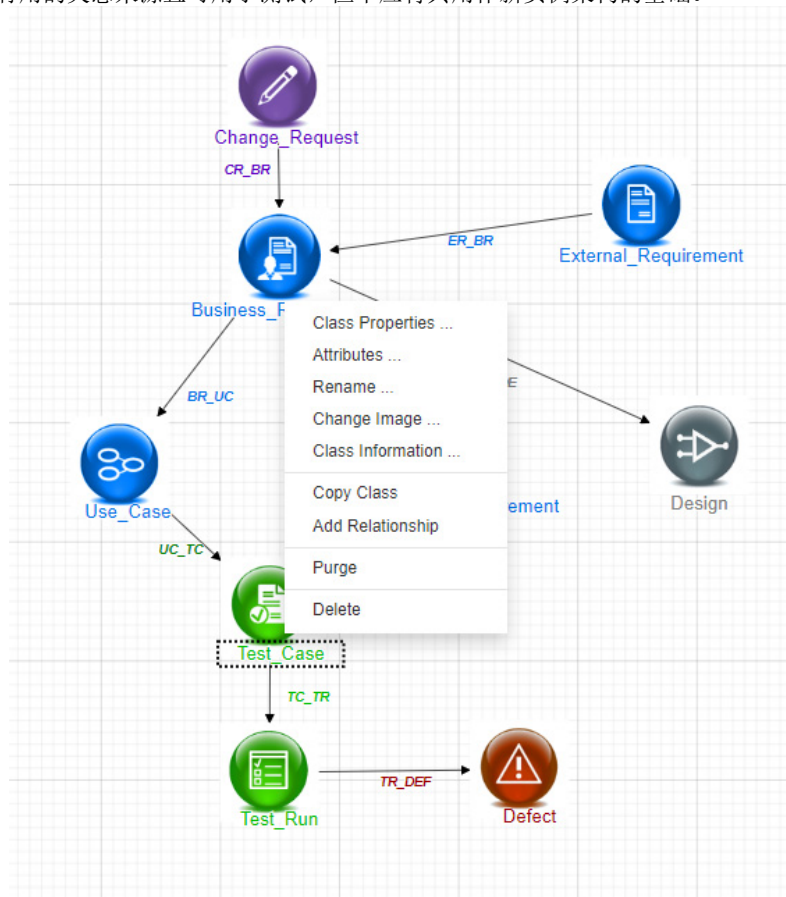 Change_Request
CR_BR
ER_BR
External_Requirement
Business_R
Class Properties ...
Attributes ...
Rename ...
Change Image ...
Class Information ...
Copy Class
Add Relationship
Purge
Delete
BR_UC
E
ement
Design
Use_Case
UC_TC
Test_Case
TC_TR
Test_Run
TR_DEF
Defect